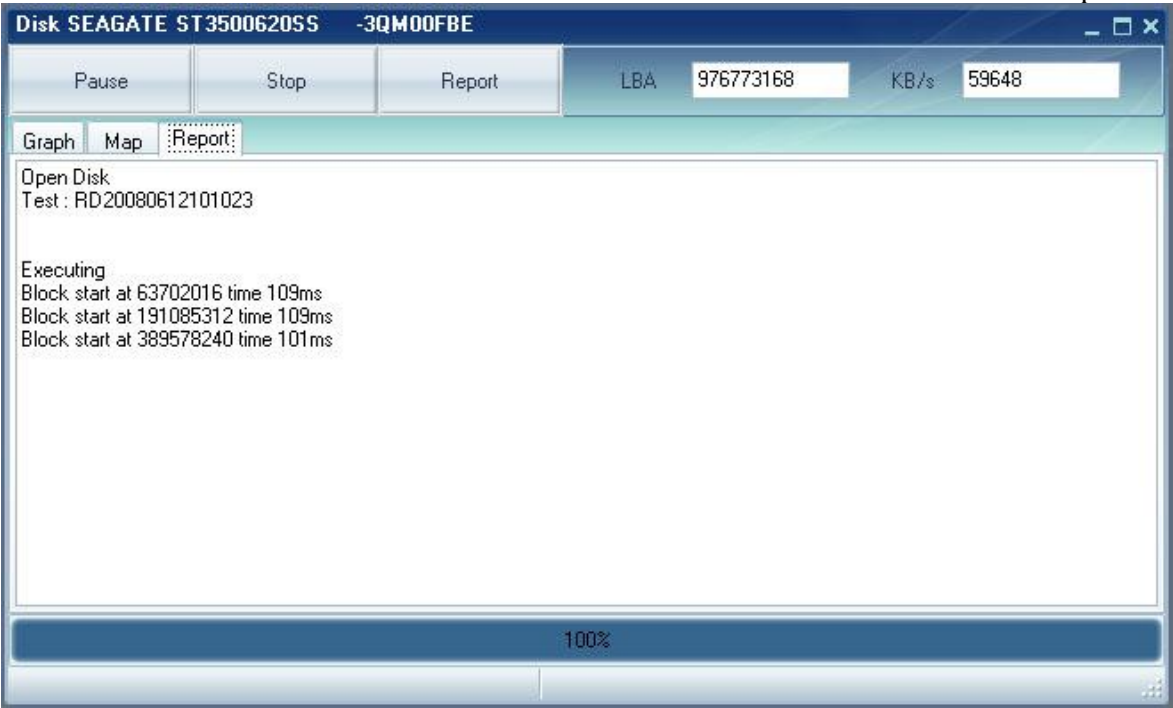 Disk SEAGATE ST3500620SS -3QM00FBE
Pause Stop Report LBA 976773168 KB/s 59648
Graph Map Report
Open Disk
Test : RD20080612101023
Executing
Block start at 63702016 time 109ms
Block start at 191085312 time 109ms
Block start at 389578240 time 101ms
100%